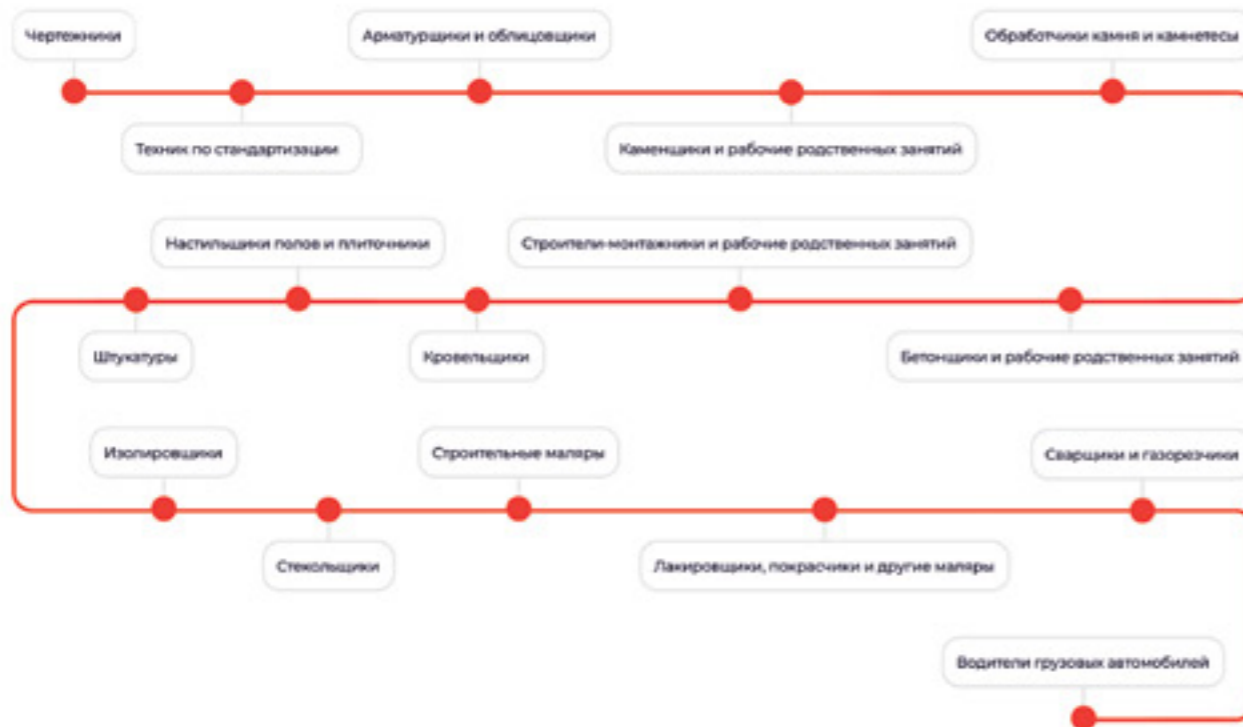 Чертежники
Арматурщики и облицовщики
Обработчики камня и камнетесы
Техник по стандартизации
Каменщики и рабочие родственных занятий
Настильщики полов и плиточники
Строители-монтажники и рабочие родственных занятий
Штукатуры
Кровельщики
Бетонщики и рабочие родственных занятий
Изолировщики
Строительные маляры
Сварщики и газорезчики
Стекольщики
Лакировщики, покрасчики и другие маляры
Водители грузовых автомобилей